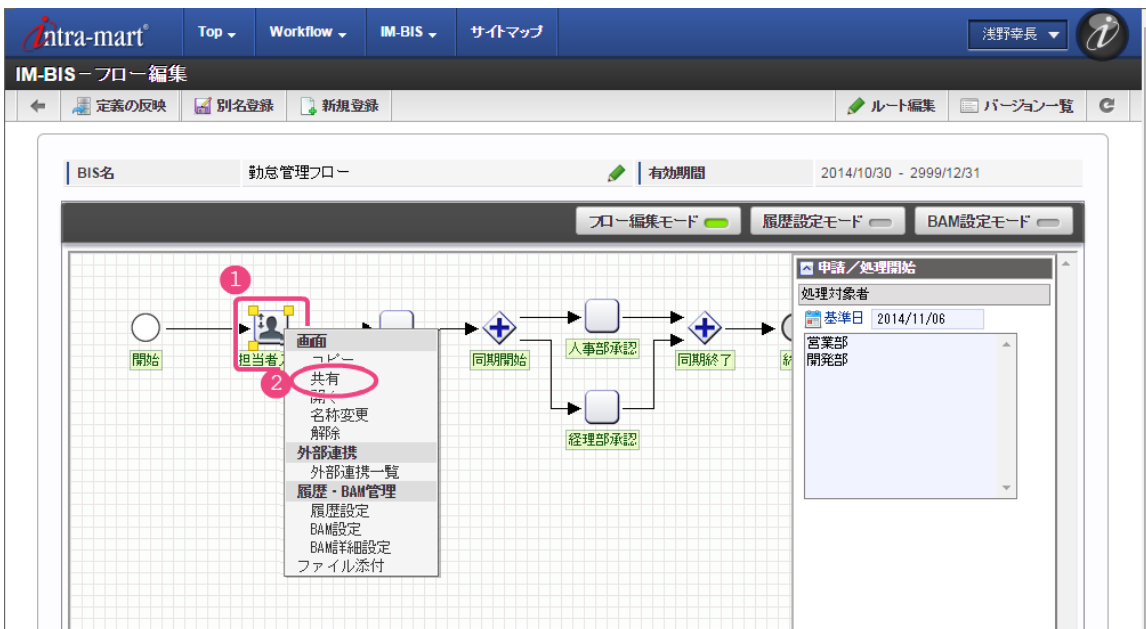 intra-mart® Top Workflow IM-BIS サイトマップ 浅野幸長
IM-BIS－フロー編集
定義の反映 別名登録 新規登録 ルート編集 バージョン一覧
BIS名 勤怠管理フロー 有効期間 2014/10/30 - 2999/12/31
フロー編集モード 履歴設定モード BAM設定モード
申請／処理開始
処理対象者
基準日 2014/11/06
営業部
開発部
1
開始
担当者
同期開始
人事部承認
同期終了
経理部承認
画面
コピー
2
共有
開く
名称変更
解除
外部連携
外部連携一覧
履歴・BAM管理
履歴設定
BAM設定
BAM詳細設定
ファイル添付